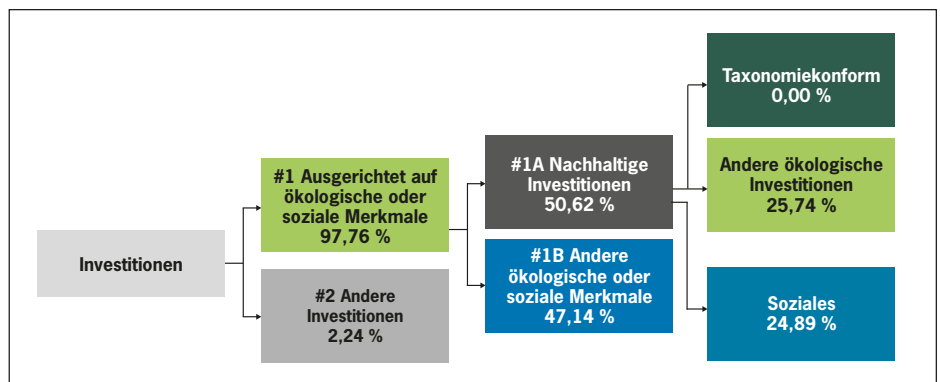 Investitionen
#1 Ausgerichtet auf
ökologische oder
soziale Merkmale
97,76 %
#2 Andere
Investitionen
2,24 %
#1A Nachhaltige
Investitionen
50,62 %
#1B Andere
ökologische oder
soziale Merkmale
47,14 %
Taxonomiekonform
0,00 %
Andere ökologische
Investitionen
25,74 %
Soziales
24,89 %